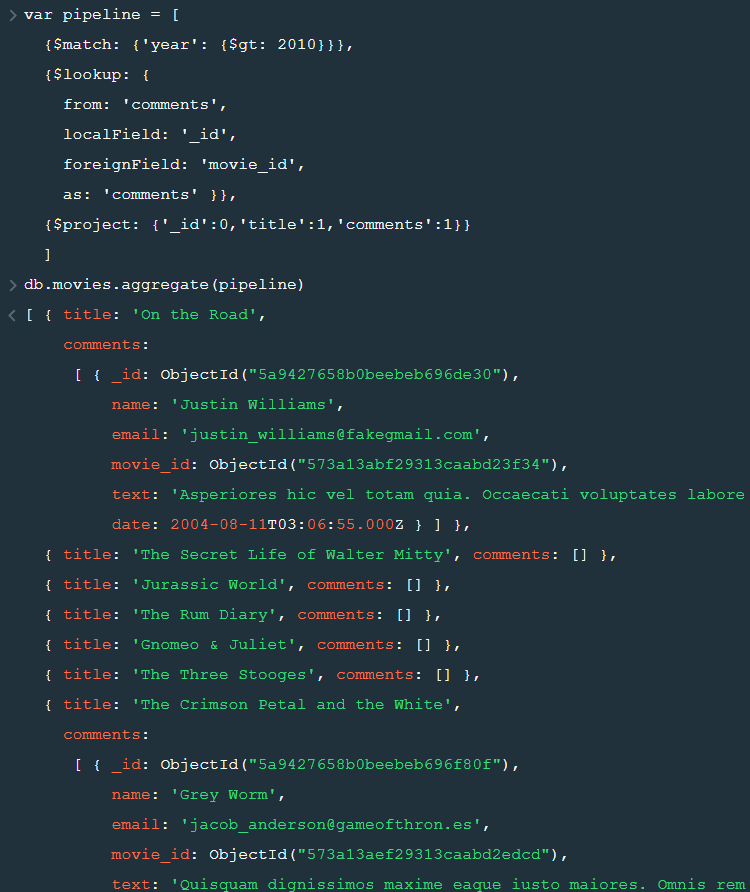 > var pipeline = [
{$match: {'year': {$gt: 2010}}},
{$lookup: {
from: 'comments',
localField: '_id',
foreignField: 'movie_id',
as: 'comments' }},
{$project: {'_id':0,'title':1,'comments':1}}
]
> db.movies.aggregate(pipeline)
< [ { title: 'On the Road',
comments:
[ { _id: ObjectId("5a9427658b0beebeb696de30"),
name: 'Justin Williams',
email: 'justin_williams@fakegmail.com',
movie_id: ObjectId("573a13abf29313caabd23f34"),
text: 'Asperiores hic vel totam quia. Occaecati voluptates labore
date: 2004-08-11T03:06:55.000Z } ] },
{ title: 'The Secret Life of Walter Mitty', comments: [] },
{ title: 'Jurassic World', comments: [] },
{ title: 'The Rum Diary', comments: [] },
{ title: 'Gnomeo & Juliet', comments: [] },
{ title: 'The Three Stooges', comments: [] },
{ title: 'The Crimson Petal and the White',
comments:
[ { _id: ObjectId("5a9427658b0beebeb696f80f"),
name: 'Grey Worm',
email: 'jacob_anderson@gameofthron.es',
movie_id: ObjectId("573a13aef29313caabd2edcd"),
text: 'Quisquam dignissimos maxime eaque iusto maiores. Omnis rem